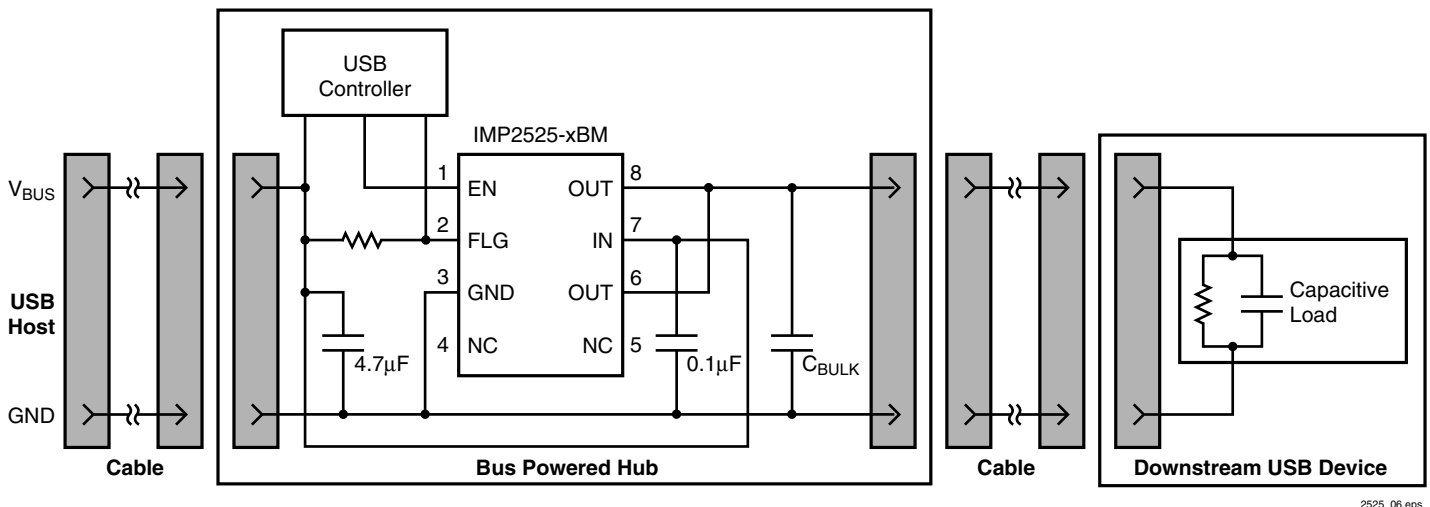 USB
Controller
IMP2525-xBM
1 EN OUT 8
2 FLG IN 7
3 GND OUT 6
4 NC NC 5
VBUS
USB
Host
GND
4.7µF
0.1µF
CBULK
Capacitive
Load
Cable
Bus Powered Hub
Cable
Downstream USB Device
2525_06.eps